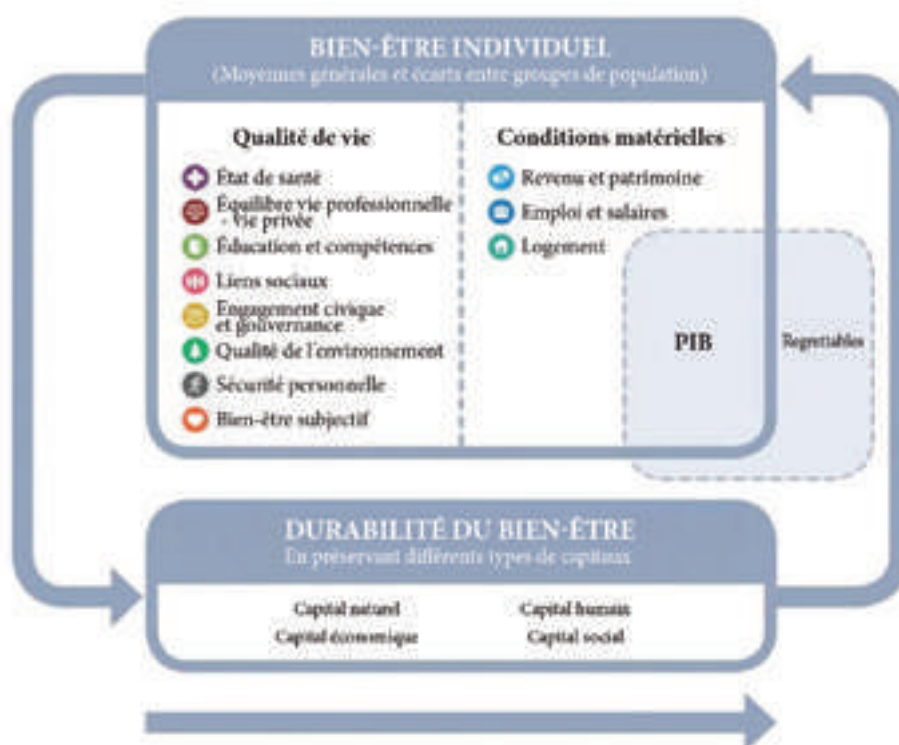 BIEN-ÊTRE INDIVIDUEL
(Moyennes générales et écarts entre groupes de population)
Qualité de vie
État de santé
Équilibre vie professionnelle
- vie privée
Éducation et compétences
Liens sociaux
Engagement civique
et gouvernance
Qualité de l'environnement
Sécurité personnelle
Bien-être subjectif
Conditions matérielles
Revenu et patrimoine
Emploi et salaires
Logement
PIB
Regrettables
DURABILITÉ DU BIEN-ÊTRE
En préservant différents types de capitaux
Capital naturel
Capital humain
Capital économique
Capital social